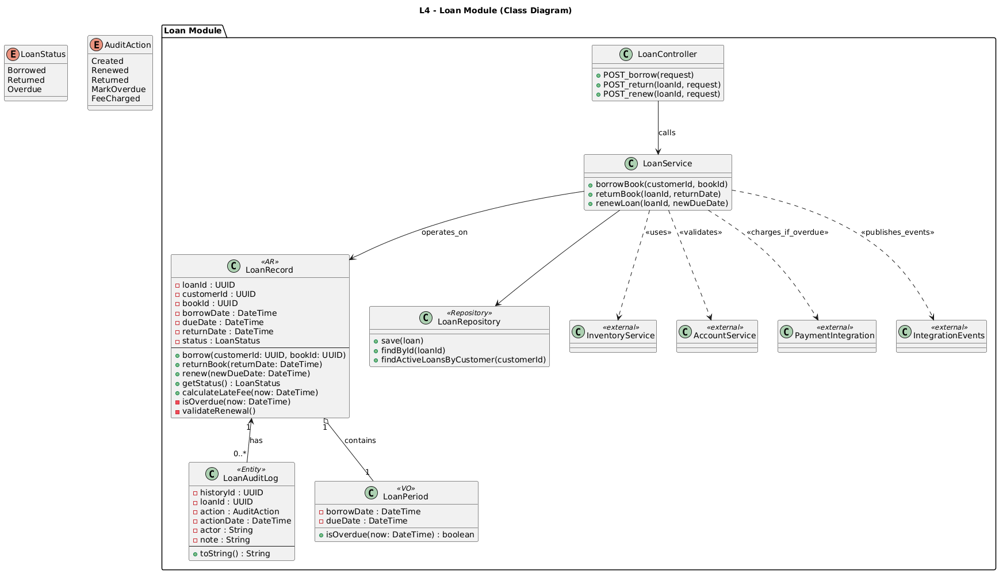 L4 - Loan Module (Class Diagram)
Loan Module
E LoanStatus
Borrowed
Returned
Overdue
E AuditAction
Created
Renewed
Returned
MarkOverdue
FeeCharged
C LoanController
POST_borrow(request)
POST_return(loanId, request)
POST_renew(loanId, request)
calls
C LoanService
borrowBook(customerId, bookId)
returnBook(loanId, returnDate)
renewLoan(loanId, newDueDate)
operates_on
«uses»
«validates»
«charges_if_overdue»
«publishes_events»
«AR»
C LoanRecord
loanId : UUID
customerId : UUID
bookId : UUID
borrowDate : DateTime
dueDate : DateTime
returnDate : DateTime
status : LoanStatus
borrow(customerId: UUID, bookId: UUID)
returnBook(returnDate: DateTime)
renew(newDueDate: DateTime)
getStatus() : LoanStatus
calculateLateFee(now: DateTime)
isOverdue(now: DateTime)
validateRenewal()
«Repository»
C LoanRepository
save(loan)
findById(loanId)
findActiveLoansByCustomer(customerId)
«external»
C InventoryService
«external»
C AccountService
«external»
C PaymentIntegration
«external»
C IntegrationEvents
1
has
0..*
1
contains
1
«Entity»
C LoanAuditLog
historyId : UUID
loanId : UUID
action : AuditAction
actionDate : DateTime
actor : String
note : String
toString() : String
«VO»
C LoanPeriod
borrowDate : DateTime
dueDate : DateTime
isOverdue(now: DateTime) : boolean